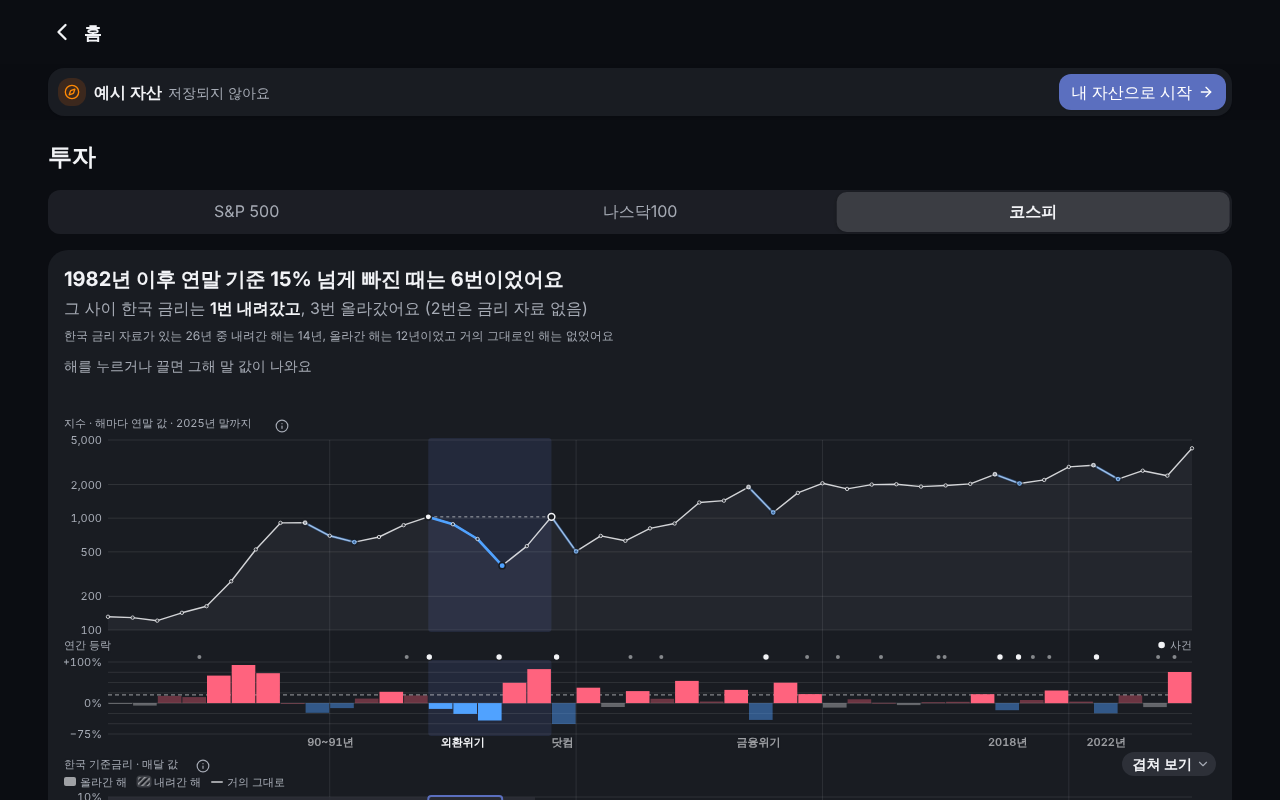 홈
예시 자산 저장되지 않아요
내 자산으로 시작 →
투자
S&P 500
나스닥100
코스피
1982년 이후 연말 기준 15% 넘게 빠진 때는 6번이었어요
그 사이 한국 금리는 1번 내려갔고, 3번 올라갔어요 (2번은 금리 자료 없음)
한국 금리 자료가 있는 26년 중 내려간 해는 14년, 올라간 해는 12년이었고 거의 그대로인 해는 없었어요
해를 누르거나 끌면 그해 말 값이 나와요
지수 · 해마다 연말 값 · 2025년 말까지
5,000
2,000
1,000
500
200
100
연간 등락
사건
+100%
0%
−75%
90~91년
외환위기
닷컴
금융위기
2018년
2022년
한국 기준금리 · 매달 값
겹쳐 보기
올라간 해
내려간 해
거의 그대로
10%